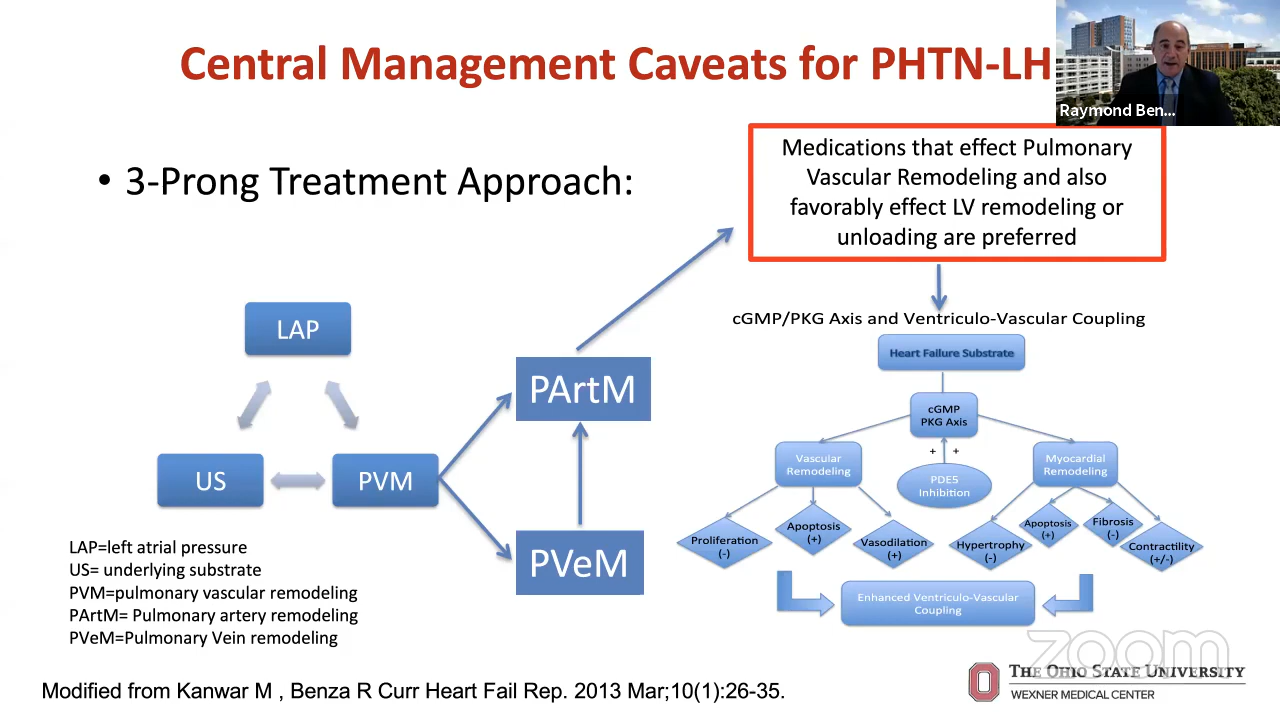 Central Management Caveats for PHTN-LH
Raymond Ben...
• 3-Prong Treatment Approach:
Medications that effect Pulmonary
Vascular Remodeling and also
favorably effect LV remodeling or
unloading are preferred
LAP
US
PVM
PArtM
PVeM
cGMP/PKG Axis and Ventriculo-Vascular Coupling
Heart Failure Substrate
cGMP
PKG Axis
Vascular
Remodeling
+ +
Myocardial
Remodeling
PDE5
Inhibition
Proliferation
(-)
Apoptosis
(+)
Vasodilation
(+)
Hypertrophy
(-)
Apoptosis
(+)
Fibrosis
(-)
Contractility
(+/-)
Enhanced Ventriculo-Vascular
Coupling
LAP=left atrial pressure
US= underlying substrate
PVM=pulmonary vascular remodeling
PArtM= Pulmonary artery remodeling
PVeM=Pulmonary Vein remodeling
zoom
THE OHIO STATE UNIVERSITY
WEXNER MEDICAL CENTER
Modified from Kanwar M , Benza R Curr Heart Fail Rep. 2013 Mar;10(1):26-35.